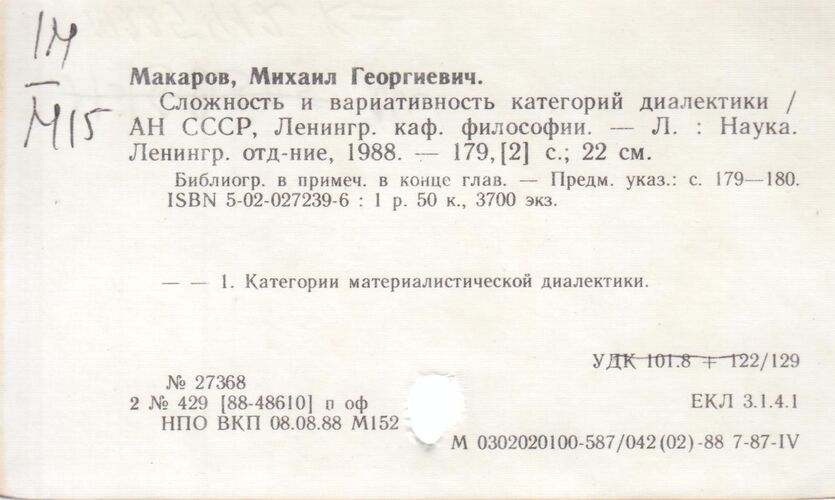 1М
М15
Макаров, Михаил Георгиевич.
Сложность и вариативность категорий диалектики /
АН СССР, Ленингр. каф. философии. — Л. : Наука.
Ленингр. отд-ние, 1988. — 179, [2] с.; 22 см.
Библиогр. в примеч. в конце глав. — Предм. указ.: с. 179—180.
ISBN 5-02-027239-6 : 1 р. 50 к., 3700 экз.
— — 1. Категории материалистической диалектики.
УДК 101.8 + 122/129
№ 27368
2 № 429 [88-48610] п оф
ЕКЛ 3.1.4.1
НПО ВКП 08.08.88 М152
М 0302020100-587/042(02)-88 7-87-IV